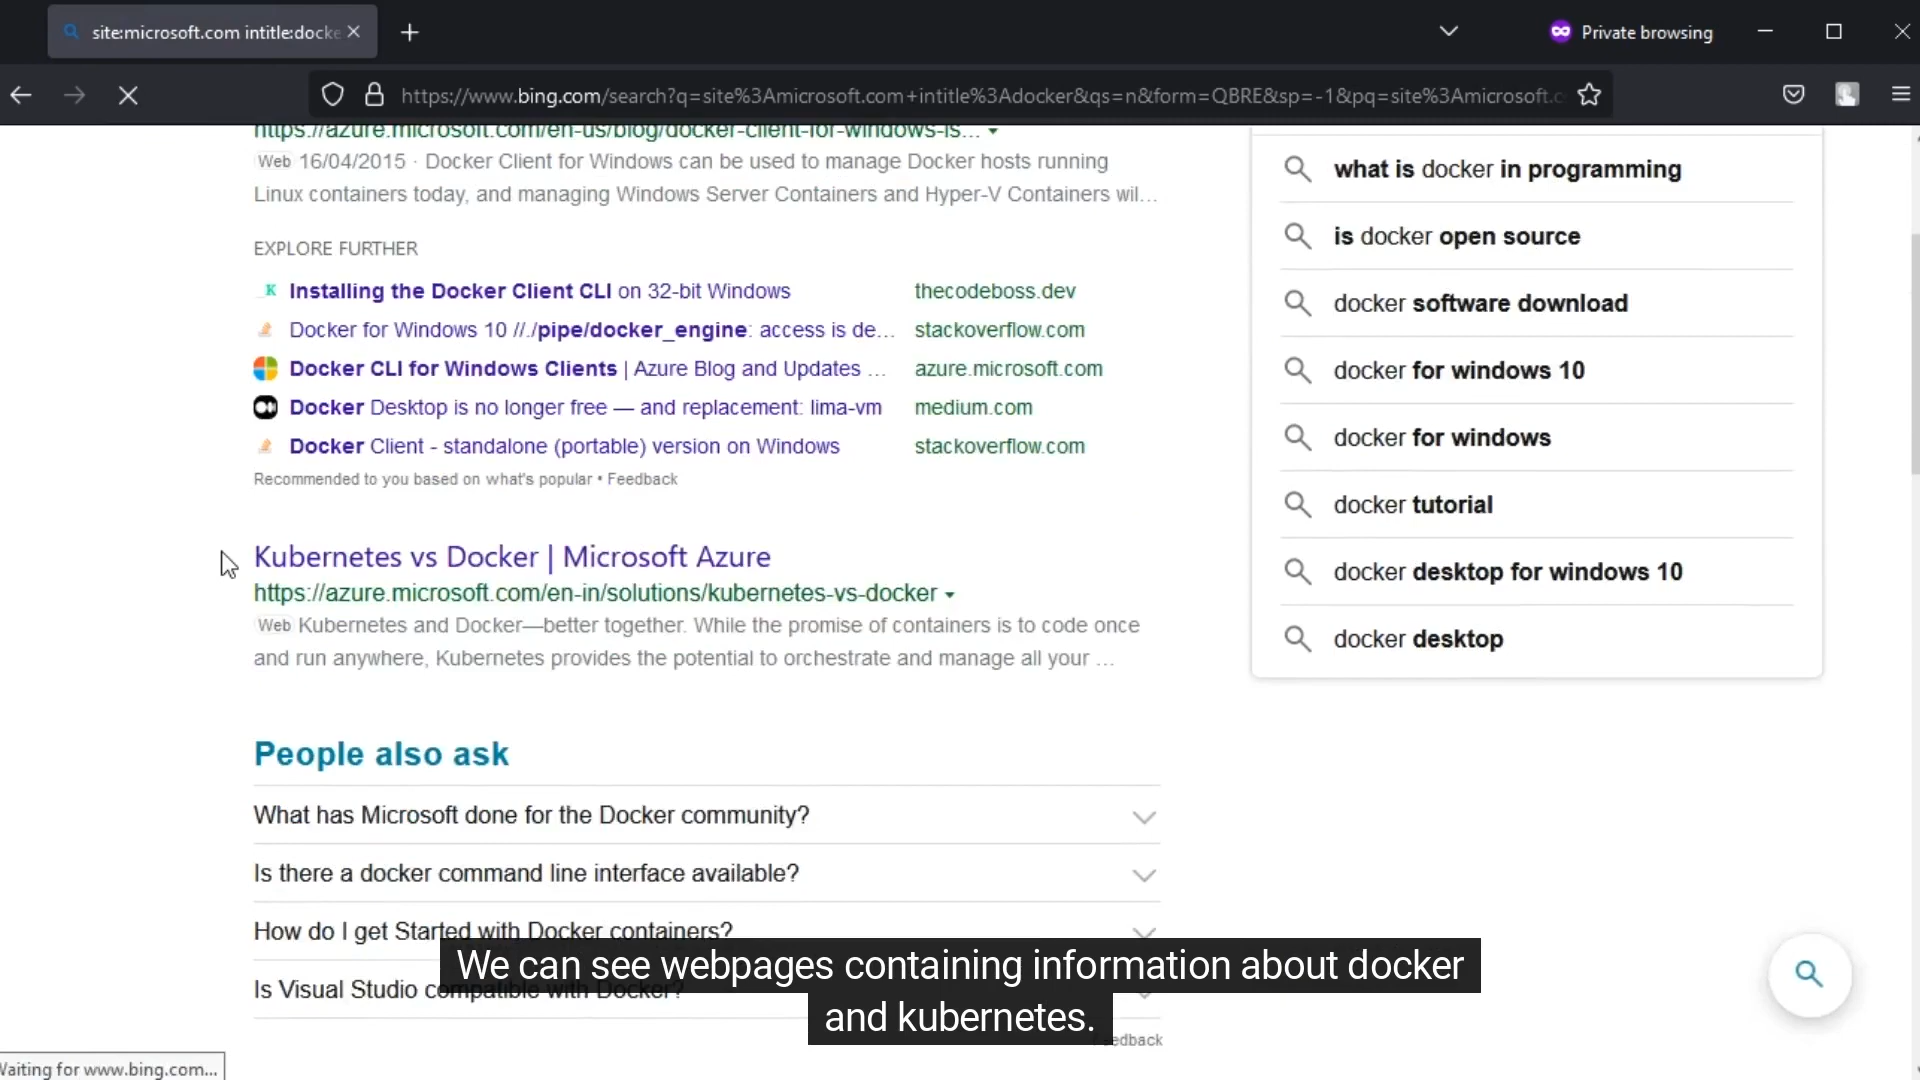 site:microsoft.com intitle:docke
Private browsing
https://www.bing.com/search?q=site%3Amicrosoft.com+intitle%3Adocker&qs=n&form=QBRE&sp=-1&pq=site%3Amicrosoft.c
https://azure.microsoft.com/en-us/blog/docker-client-for-windows-is...
Web 16/04/2015 · Docker Client for Windows can be used to manage Docker hosts running
Linux containers today, and managing Windows Server Containers and Hyper-V Containers wil...
EXPLORE FURTHER
Installing the Docker Client CLI on 32-bit Windows thecodeboss.dev
Docker for Windows 10 //./pipe/docker_engine: access is de... stackoverflow.com
Docker CLI for Windows Clients | Azure Blog and Updates ... azure.microsoft.com
Docker Desktop is no longer free — and replacement: lima-vm medium.com
Docker Client - standalone (portable) version on Windows stackoverflow.com
Recommended to you based on what's popular • Feedback
Kubernetes vs Docker | Microsoft Azure
https://azure.microsoft.com/en-in/solutions/kubernetes-vs-docker
Web Kubernetes and Docker—better together. While the promise of containers is to code once
and run anywhere, Kubernetes provides the potential to orchestrate and manage all your ...
People also ask
What has Microsoft done for the Docker community?
Is there a docker command line interface available?
How do I get Started with Docker containers?
Is Visual Studio compatible with Docker?
edback
what is docker in programming
is docker open source
docker software download
docker for windows 10
docker for windows
docker tutorial
docker desktop for windows 10
docker desktop
We can see webpages containing information about docker
and kubernetes.
Waiting for www.bing.com...